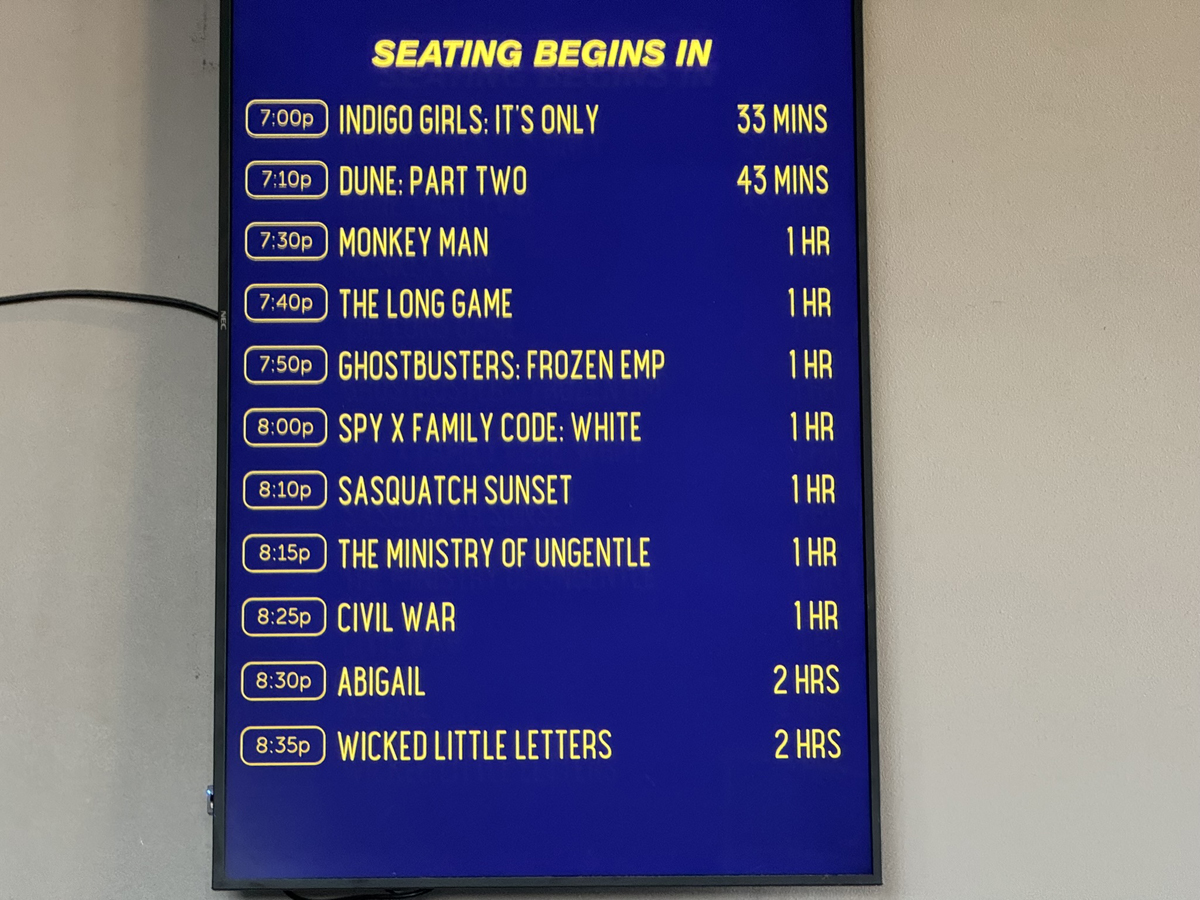 SEATING BEGINS IN
7:00p INDIGO GIRLS: IT'S ONLY 33 MINS
7:10p DUNE: PART TWO 43 MINS
7:30p MONKEY MAN 1 HR
7:40p THE LONG GAME 1 HR
7:50p GHOSTBUSTERS: FROZEN EMP 1 HR
8:00p SPY X FAMILY CODE: WHITE 1 HR
8:10p SASQUATCH SUNSET 1 HR
8:15p THE MINISTRY OF UNGENTLE 1 HR
8:25p CIVIL WAR 1 HR
8:30p ABIGAIL 2 HRS
8:35p WICKED LITTLE LETTERS 2 HRS
NEC